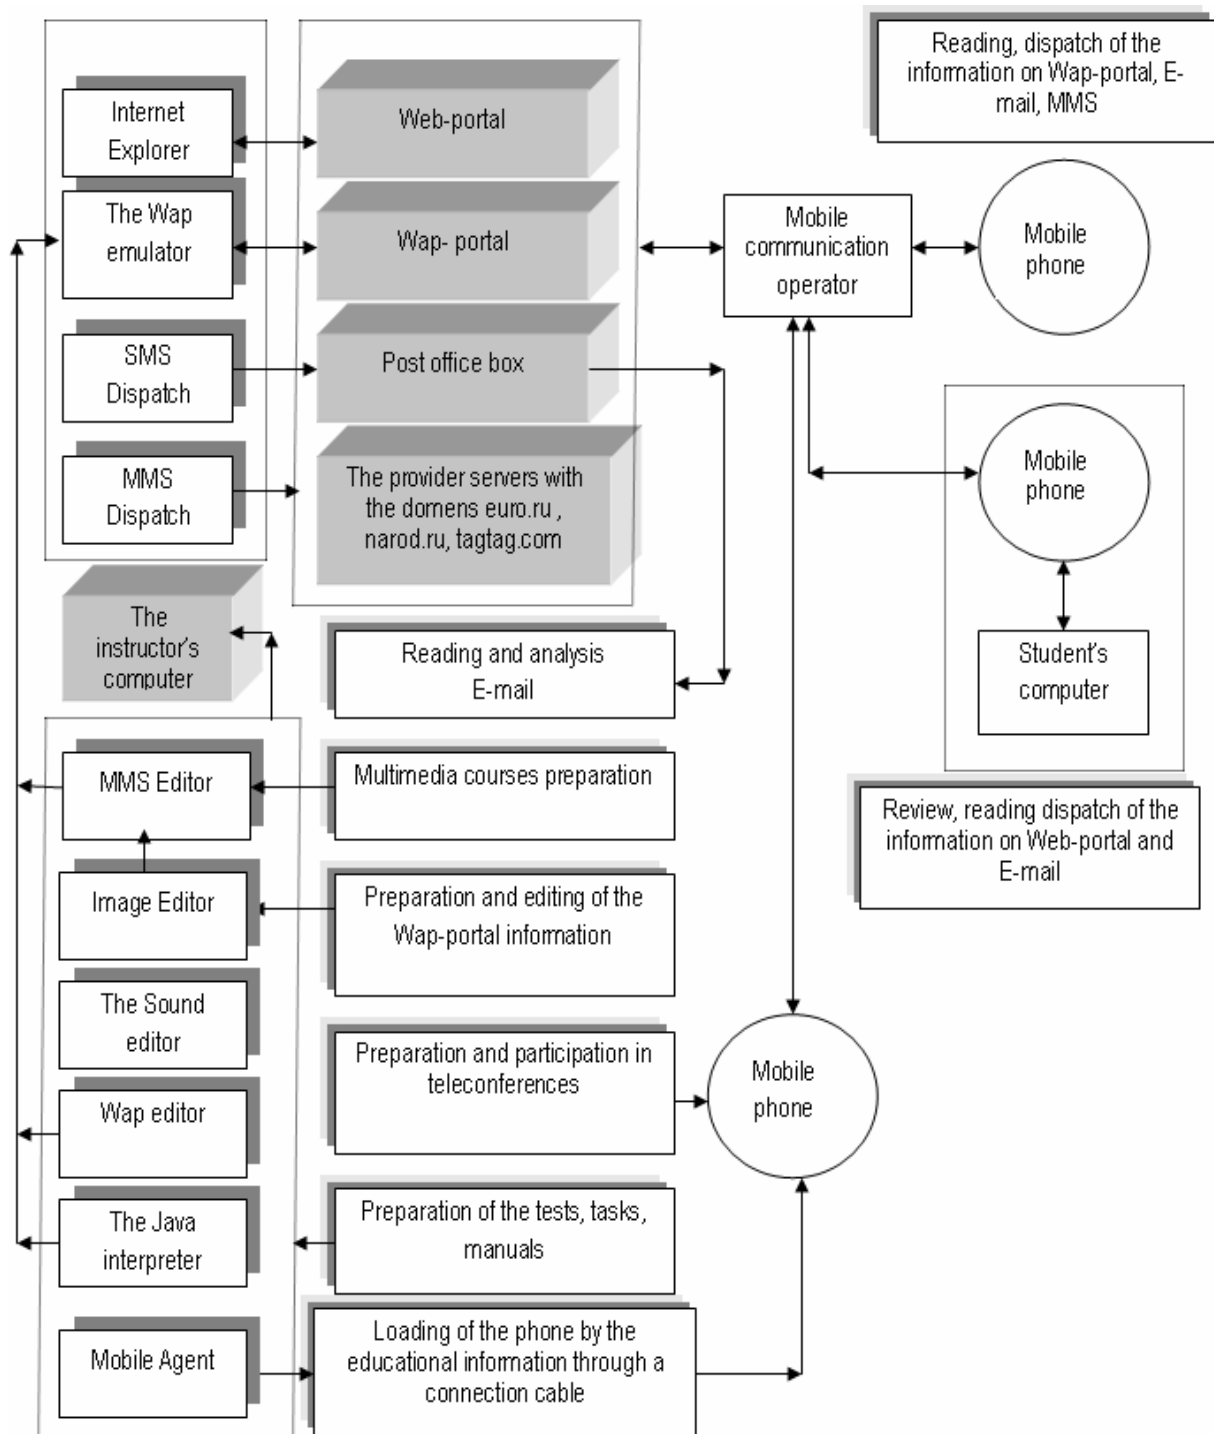 Internet
Explorer
The Wap
emulator
SMS
Dispatch
MMS
Dispatch
Web-portal
Wap- portal
Post office box
The provider servers with
the domens euro.ru ,
narod.ru, tagtag.com
Mobile
communication
operator
Reading, dispatch of the
information on Wap-portal, E-
mail, MMS
Mobile
phone
Mobile
phone
Student's
computer
Review, reading dispatch of the
information on Web-portal and
E-mail
The
instructor's
computer
Reading and analysis
E-mail
MMS Editor
Multimedia courses preparation
Image Editor
Preparation and editing of the
Wap-portal information
The Sound
editor
Preparation and participation in
teleconferences
Mobile
phone
Wap editor
The Java
interpreter
Preparation of the tests, tasks,
manuals
Mobile Agent
Loading of the phone by the
educational information through a
connection cable